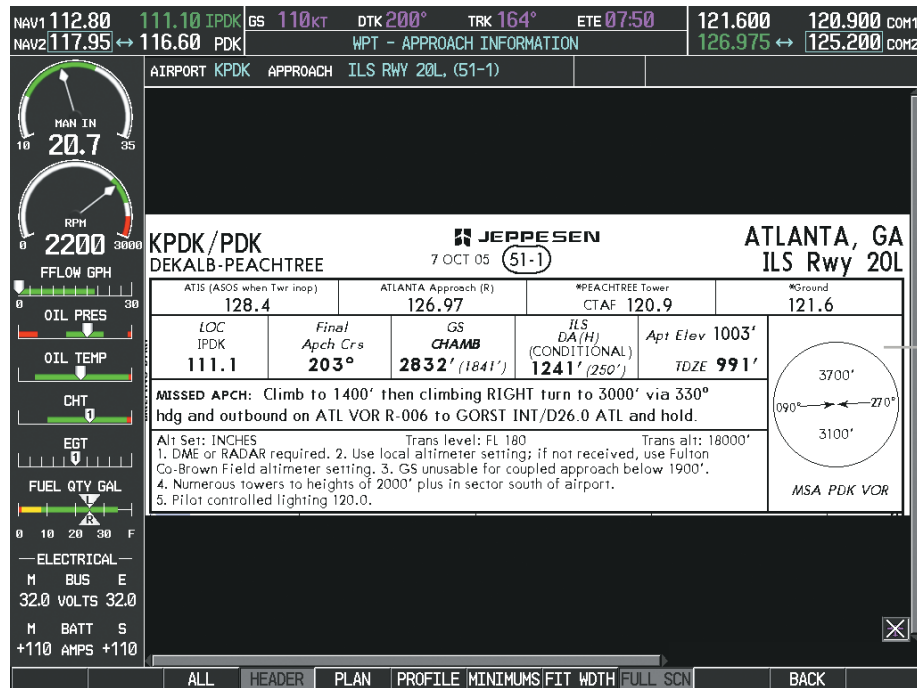 NAV1 112.80 111.10 IPDK GS 110KT DTK 200° TRK 164° ETE 07:50 121.600 120.900 COM1
NAV2 117.95 ↔ 116.60 PDK WPT - APPROACH INFORMATION 126.975 ↔ 125.200 COM2
AIRPORT KPDK APPROACH ILS RWY 20L, (51-1)
MAN IN
10 20.7 35
RPM
0 2200 3000
FFLOW GPH
0 30
OIL PRES
OIL TEMP
CHT
1
EGT
1
FUEL QTY GAL
L
R
0 10 20 30 F
ELECTRICAL
M BUS E
32.0 VOLTS 32.0
M BATT S
+110 AMPS +110
KPDK/PDK JEPPESEN ATLANTA, GA
DEKALB-PEACHTREE 7 OCT 05 51-1 ILS Rwy 20L
ATIS (ASOS when Twr inop) ATLANTA Approach (R) *PEACHTREE Tower *Ground
128.4 126.97 CTAF 120.9 121.6
LOC
IPDK
111.1
Final
Apch Crs
203°
GS
CHAMB
2832' (1841')
ILS
DA(H)
(CONDITIONAL)
1241' (250')
Apt Elev 1003'
TDZE 991'
MISSED APCH: Climb to 1400' then climbing RIGHT turn to 3000' via 330°
hdg and outbound on ATL VOR R-006 to GORST INT/D26.0 ATL and hold.
Alt Set: INCHES Trans level: FL 180 Trans alt: 18000'
1. DME or RADAR required. 2. Use local altimeter setting; if not received, use Fulton
Co-Brown Field altimeter setting. 3. GS unusable for coupled approach below 1900'.
4. Numerous towers to heights of 2000' plus in sector south of airport.
5. Pilot controlled lighting 120.0.
3700'
090° 270°
3100'
MSA PDK VOR
ALL HEADER PLAN PROFILE MINIMUMS FIT WDTH FULL SCN BACK